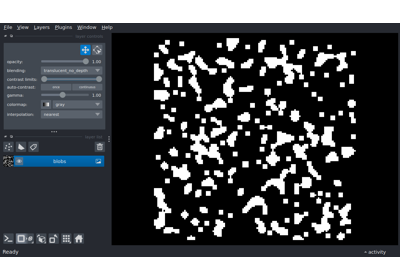 File View Layers Plugins Window Help
opacity: 1.00
blending: translucent_no_depth
contrast limits:
auto-contrast: once continuous
gamma: 1.00
colormap: gray
interpolation: nearest
blobs
Ready
activity